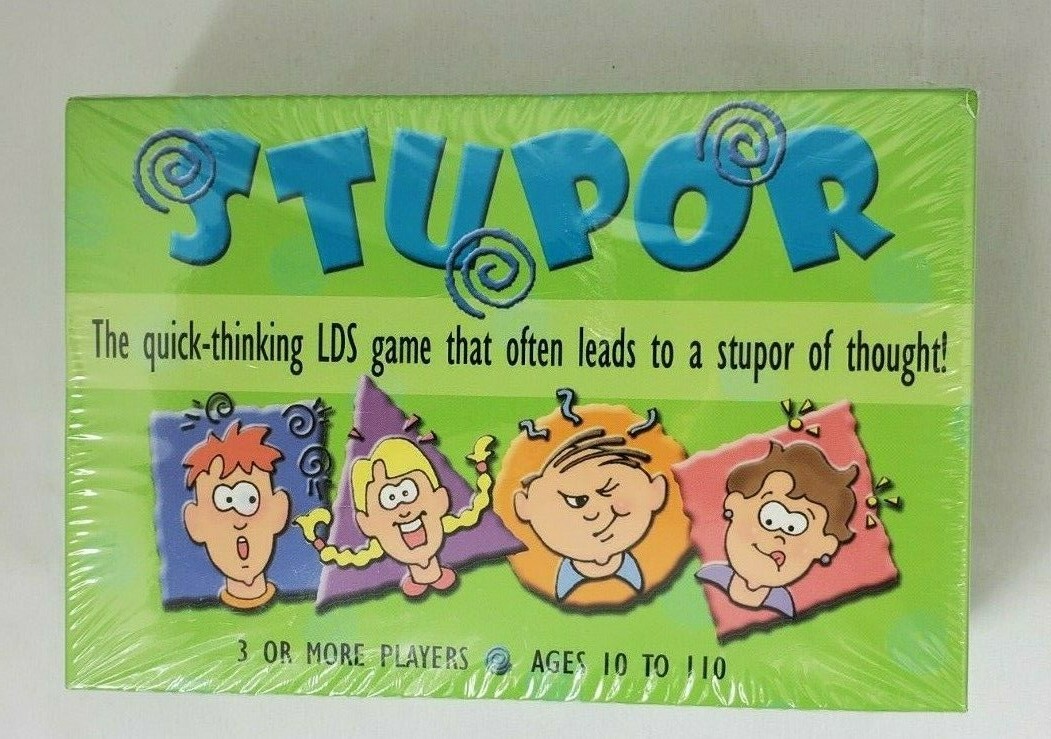 STUPOR
The quick-thinking LDS game that often leads to a stupor of thought!
3 OR MORE PLAYERS AGES 10 TO 110